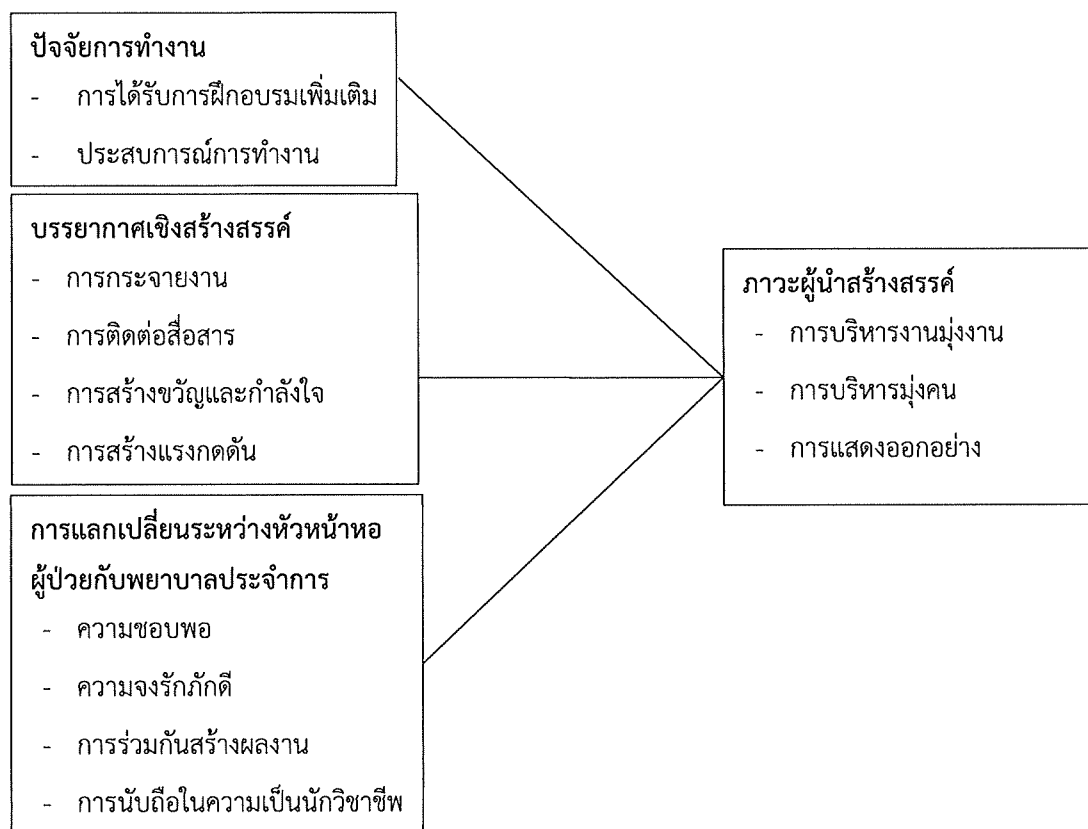 ปัจจัยการทำงาน
- การได้รับการฝึกอบรมเพิ่มเติม
- ประสบการณ์การทำงาน
บรรยากาศเชิงสร้างสรรค์
- การกระจายงาน
- การติดต่อสื่อสาร
- การสร้างขวัญและกำลังใจ
- การสร้างแรงกดดัน
การแลกเปลี่ยนระหว่างหัวหน้าหอ
ผู้ป่วยกับพยาบาลประจำการ
- ความชอบพอ
- ความจงรักภักดี
- การร่วมกันสร้างผลงาน
- การนับถือในความเป็นนักวิชาชีพ
ภาวะผู้นำสร้างสรรค์
- การบริหารงานมุ่งงาน
- การบริหารมุ่งคน
- การแสดงออกอย่าง